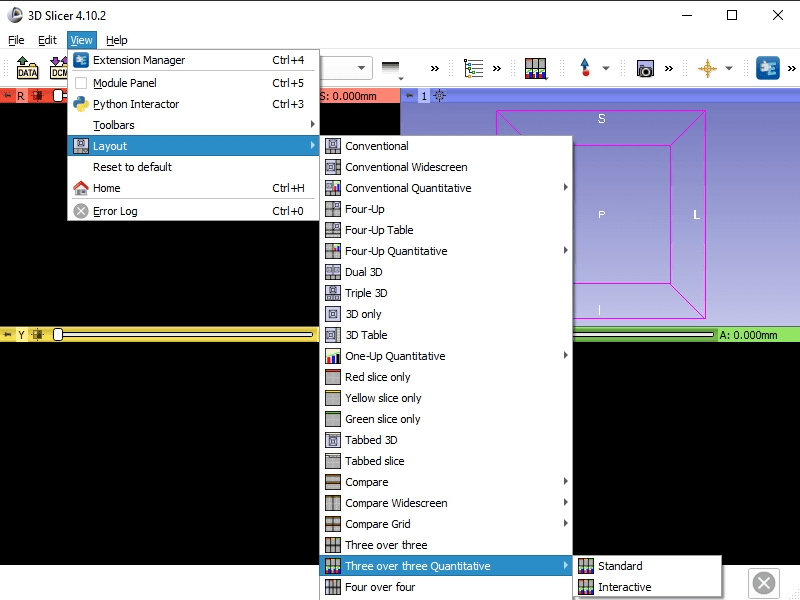 3D Slicer 4.10.2
File Edit View Help
DATA DCM
Extension Manager Ctrl+4
Module Panel Ctrl+5
Python Interactor Ctrl+3
Toolbars
Layout
Reset to default
Home Ctrl+H
Error Log Ctrl+0
R S: 0.000mm 1
S
P L
I
Y A: 0.000mm
Conventional
Conventional Widescreen
Conventional Quantitative
Four-Up
Four-Up Table
Four-Up Quantitative
Dual 3D
Triple 3D
3D only
3D Table
One-Up Quantitative
Red slice only
Yellow slice only
Green slice only
Tabbed 3D
Tabbed slice
Compare
Compare Widescreen
Compare Grid
Three over three
Three over three Quantitative
Four over four
Standard
Interactive